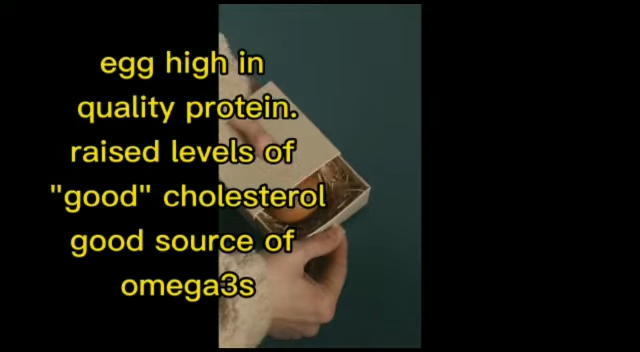 egg high in
quality protein.
raised levels of
"good" cholesterol
good source of
omega3s